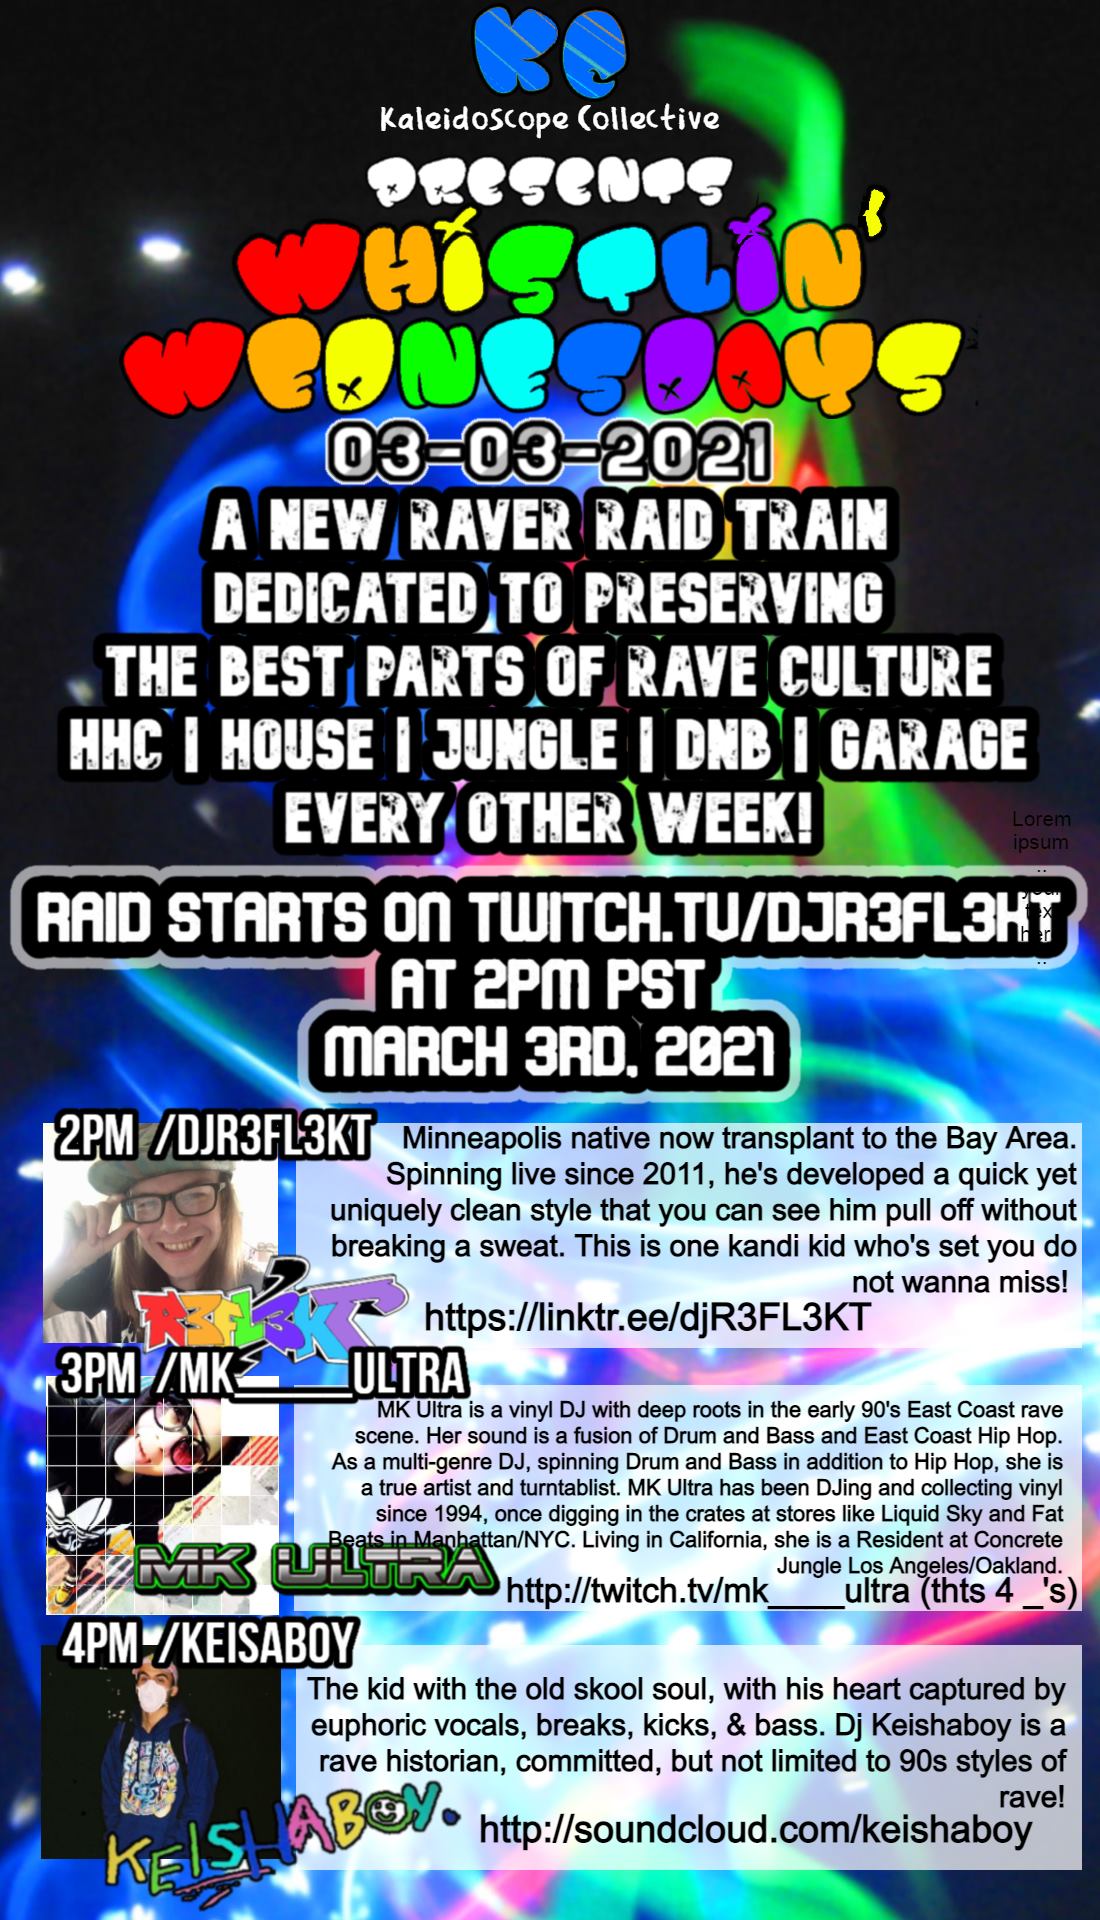 KC
Kaleidoscope Collective
PRESENTS
WHISTLIN'
WEDNESDAYS
03-03-2021
A NEW RAVER RAID TRAIN
DEDICATED TO PRESERVING
THE BEST PARTS OF RAVE CULTURE
HHC | HOUSE | JUNGLE | DNB | GARAGE
EVERY OTHER WEEK!
Lorem
ipsum
RAID STARTS ON TWITCH.TV/DJR3FL3KT
AT 2PM PST
MARCH 3RD, 2021
2PM /DJR3FL3KT
Minneapolis native now transplant to the Bay Area.
Spinning live since 2011, he's developed a quick yet
uniquely clean style that you can see him pull off without
breaking a sweat. This is one kandi kid who's set you do
not wanna miss!
R3FL3KT
https://linktr.ee/djR3FL3KT
3PM /MK____ULTRA
MK Ultra is a vinyl DJ with deep roots in the early 90's East Coast rave
scene. Her sound is a fusion of Drum and Bass and East Coast Hip Hop.
As a multi-genre DJ, spinning Drum and Bass in addition to Hip Hop, she is
a true artist and turntablist. MK Ultra has been DJing and collecting vinyl
since 1994, once digging in the crates at stores like Liquid Sky and Fat
Beats in Manhattan/NYC. Living in California, she is a Resident at Concrete
Jungle Los Angeles/Oakland.
MK ULTRA
http://twitch.tv/mk____ultra (thts 4 _'s)
4PM /KEISABOY
The kid with the old skool soul, with his heart captured by
euphoric vocals, breaks, kicks, & bass. Dj Keishaboy is a
rave historian, committed, but not limited to 90s styles of
rave!
KEISHABOY.
http://soundcloud.com/keishaboy